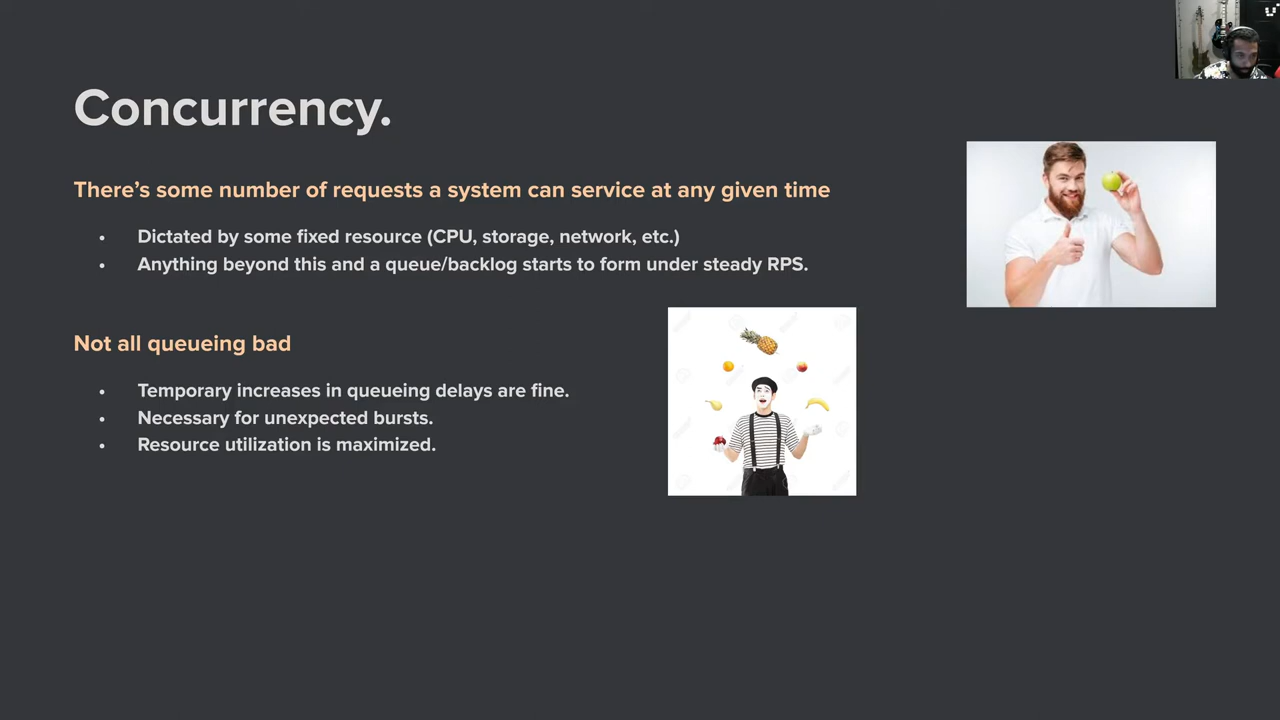 Concurrency.
There's some number of requests a system can service at any given time
• Dictated by some fixed resource (CPU, storage, network, etc.)
• Anything beyond this and a queue/backlog starts to form under steady RPS.
Not all queueing bad
• Temporary increases in queueing delays are fine.
• Necessary for unexpected bursts.
• Resource utilization is maximized.